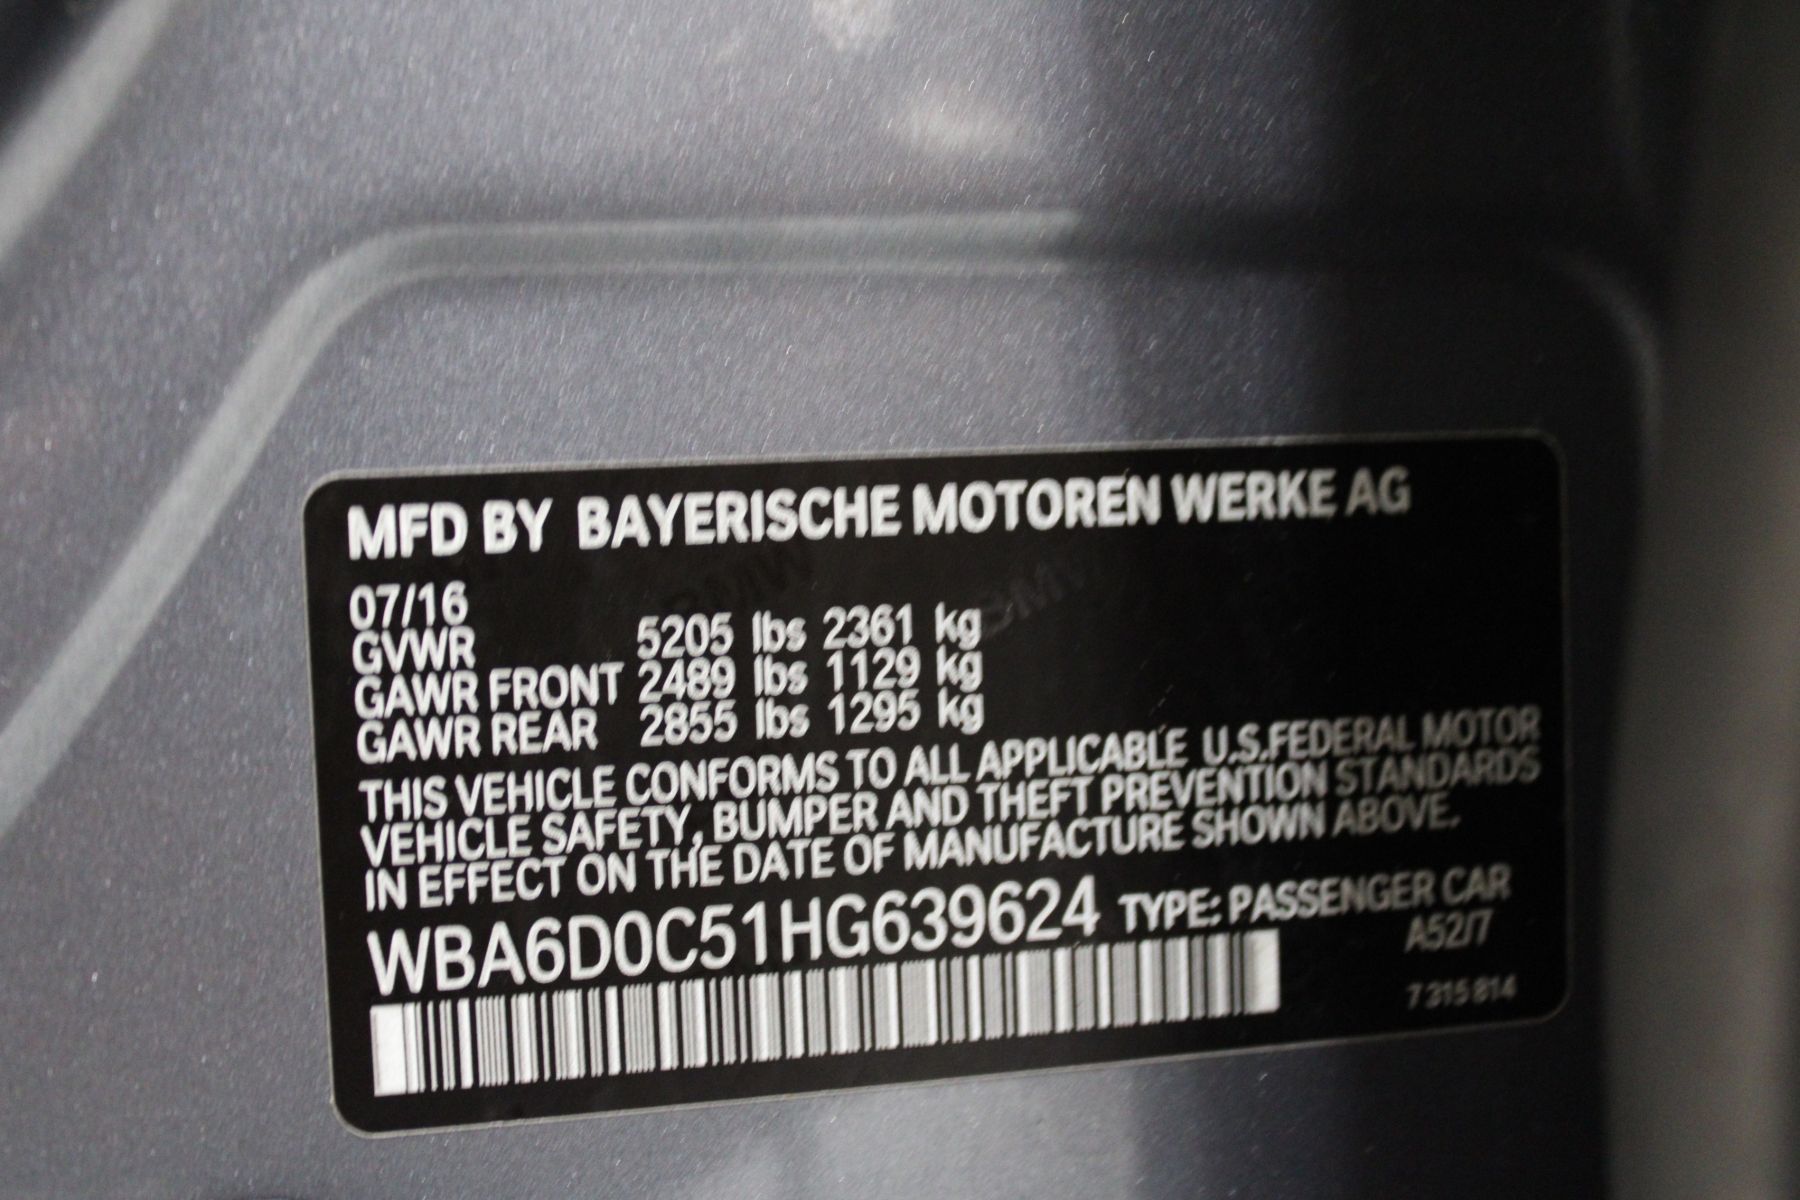 MFD BY BAYERISCHE MOTOREN WERKE AG
07/16
GVWR 5205 lbs 2361 kg
GAWR FRONT 2489 lbs 1129 kg
GAWR REAR 2855 lbs 1295 kg
THIS VEHICLE CONFORMS TO ALL APPLICABLE U.S.FEDERAL MOTOR
VEHICLE SAFETY, BUMPER AND THEFT PREVENTION STANDARDS
IN EFFECT ON THE DATE OF MANUFACTURE SHOWN ABOVE.
WBA6D0C51HG639624 TYPE: PASSENGER CAR
A52/7
7 315 814
BMW
BMW